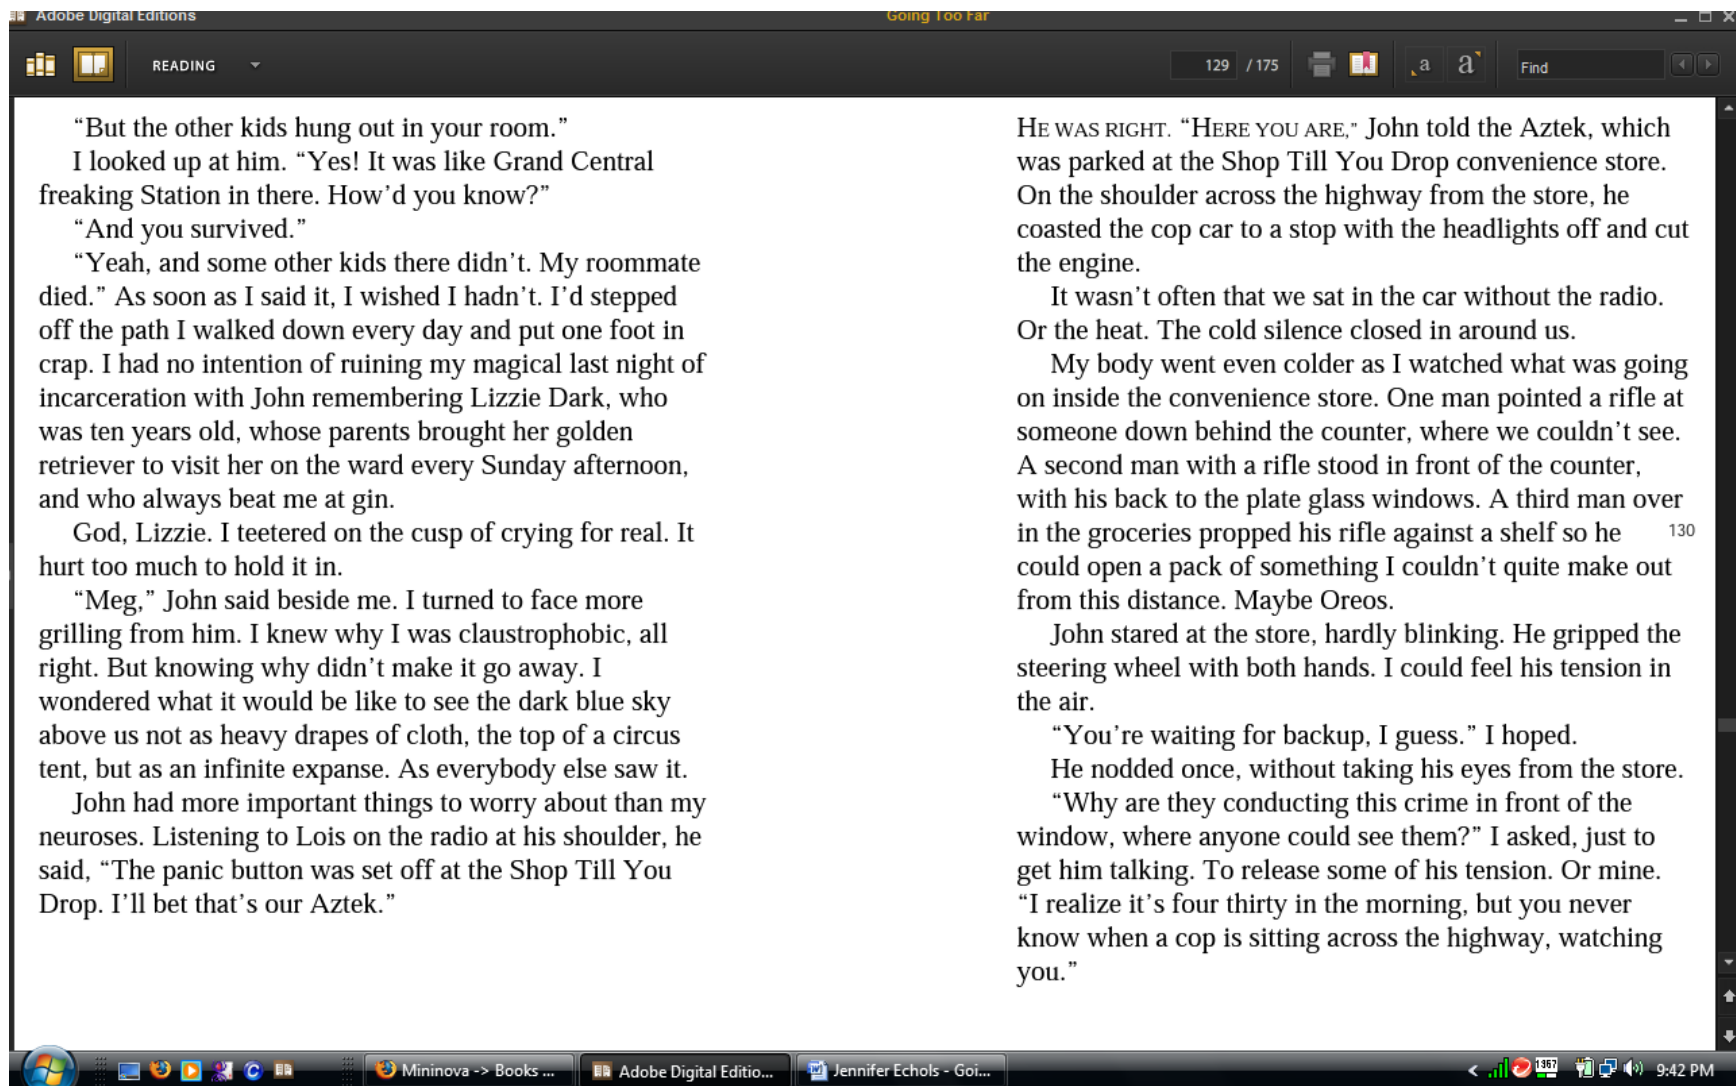 Adobe Digital Editions
Going Too Far
READING
129 / 175
a
a
Find
“But the other kids hung out in your room.”
I looked up at him. “Yes! It was like Grand Central
freaking Station in there. How’d you know?”
“And you survived.”
“Yeah, and some other kids there didn’t. My roommate
died.” As soon as I said it, I wished I hadn’t. I’d stepped
off the path I walked down every day and put one foot in
crap. I had no intention of ruining my magical last night of
incarceration with John remembering Lizzie Dark, who
was ten years old, whose parents brought her golden
retriever to visit her on the ward every Sunday afternoon,
and who always beat me at gin.
God, Lizzie. I teetered on the cusp of crying for real. It
hurt too much to hold it in.
“Meg,” John said beside me. I turned to face more
grilling from him. I knew why I was claustrophobic, all
right. But knowing why didn’t make it go away. I
wondered what it would be like to see the dark blue sky
above us not as heavy drapes of cloth, the top of a circus
tent, but as an infinite expanse. As everybody else saw it.
John had more important things to worry about than my
neuroses. Listening to Lois on the radio at his shoulder, he
said, “The panic button was set off at the Shop Till You
Drop. I’ll bet that’s our Aztek.”
HE WAS RIGHT. “HERE YOU ARE,” John told the Aztek, which
was parked at the Shop Till You Drop convenience store.
On the shoulder across the highway from the store, he
coasted the cop car to a stop with the headlights off and cut
the engine.
It wasn’t often that we sat in the car without the radio.
Or the heat. The cold silence closed in around us.
My body went even colder as I watched what was going
on inside the convenience store. One man pointed a rifle at
someone down behind the counter, where we couldn’t see.
A second man with a rifle stood in front of the counter,
with his back to the plate glass windows. A third man over
in the groceries propped his rifle against a shelf so he 130
could open a pack of something I couldn’t quite make out
from this distance. Maybe Oreos.
John stared at the store, hardly blinking. He gripped the
steering wheel with both hands. I could feel his tension in
the air.
“You’re waiting for backup, I guess.” I hoped.
He nodded once, without taking his eyes from the store.
“Why are they conducting this crime in front of the
window, where anyone could see them?” I asked, just to
get him talking. To release some of his tension. Or mine.
“I realize it’s four thirty in the morning, but you never
know when a cop is sitting across the highway, watching
you.”
Mininova -> Books ...
Adobe Digital Editio...
Jennifer Echols - Goi...
9:42 PM